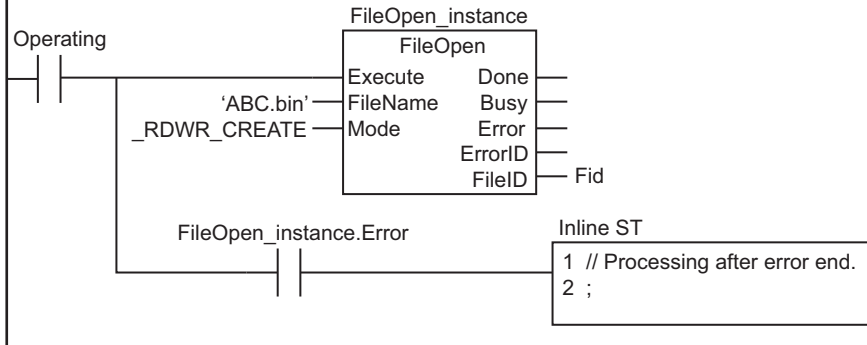 FileOpen_instance
Operating
FileOpen
Execute Done
'ABC.bin' FileName Busy
_RDWR_CREATE Mode Error
ErrorID
FileID Fid
FileOpen_instance.Error
Inline ST
1 // Processing after error end.
2 ;